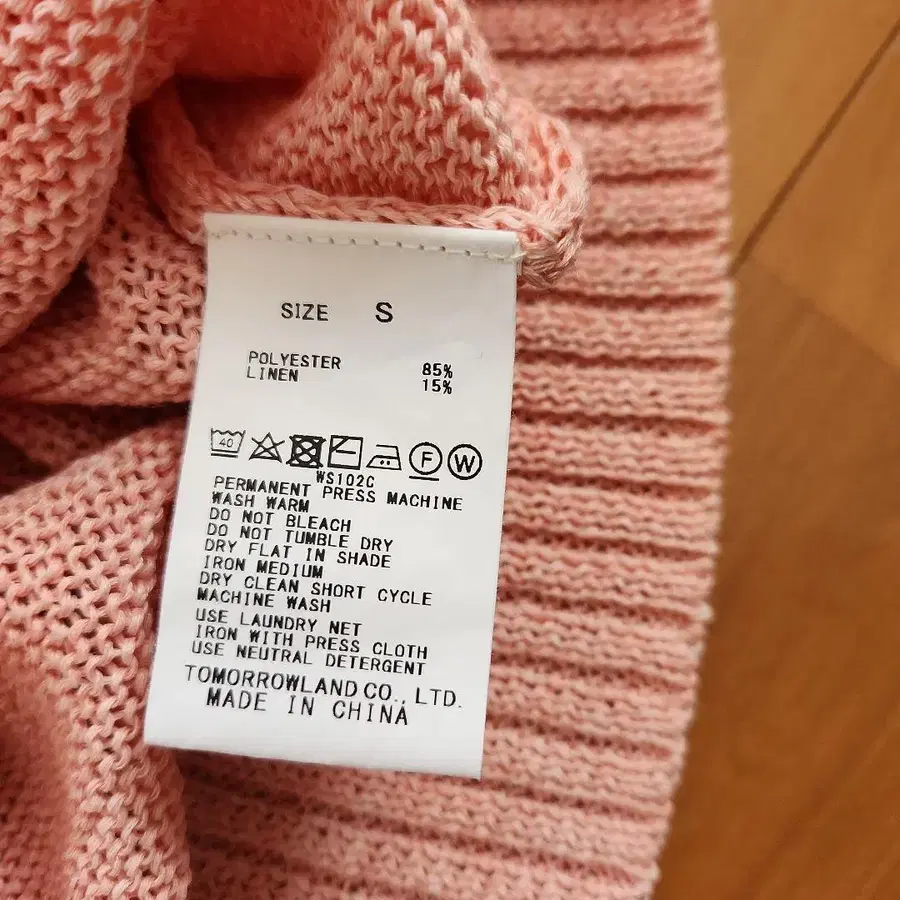 SIZE S
POLYESTER 85%
LINEN 15%
40 F W
WS102C
PERMANENT PRESS MACHINE
WASH WARM
DO NOT BLEACH
DO NOT TUMBLE DRY
DRY FLAT IN SHADE
IRON MEDIUM
DRY CLEAN SHORT CYCLE
MACHINE WASH
USE LAUNDRY NET
IRON WITH PRESS CLOTH
USE NEUTRAL DETERGENT
TOMORROWLAND CO., LTD.
MADE IN CHINA